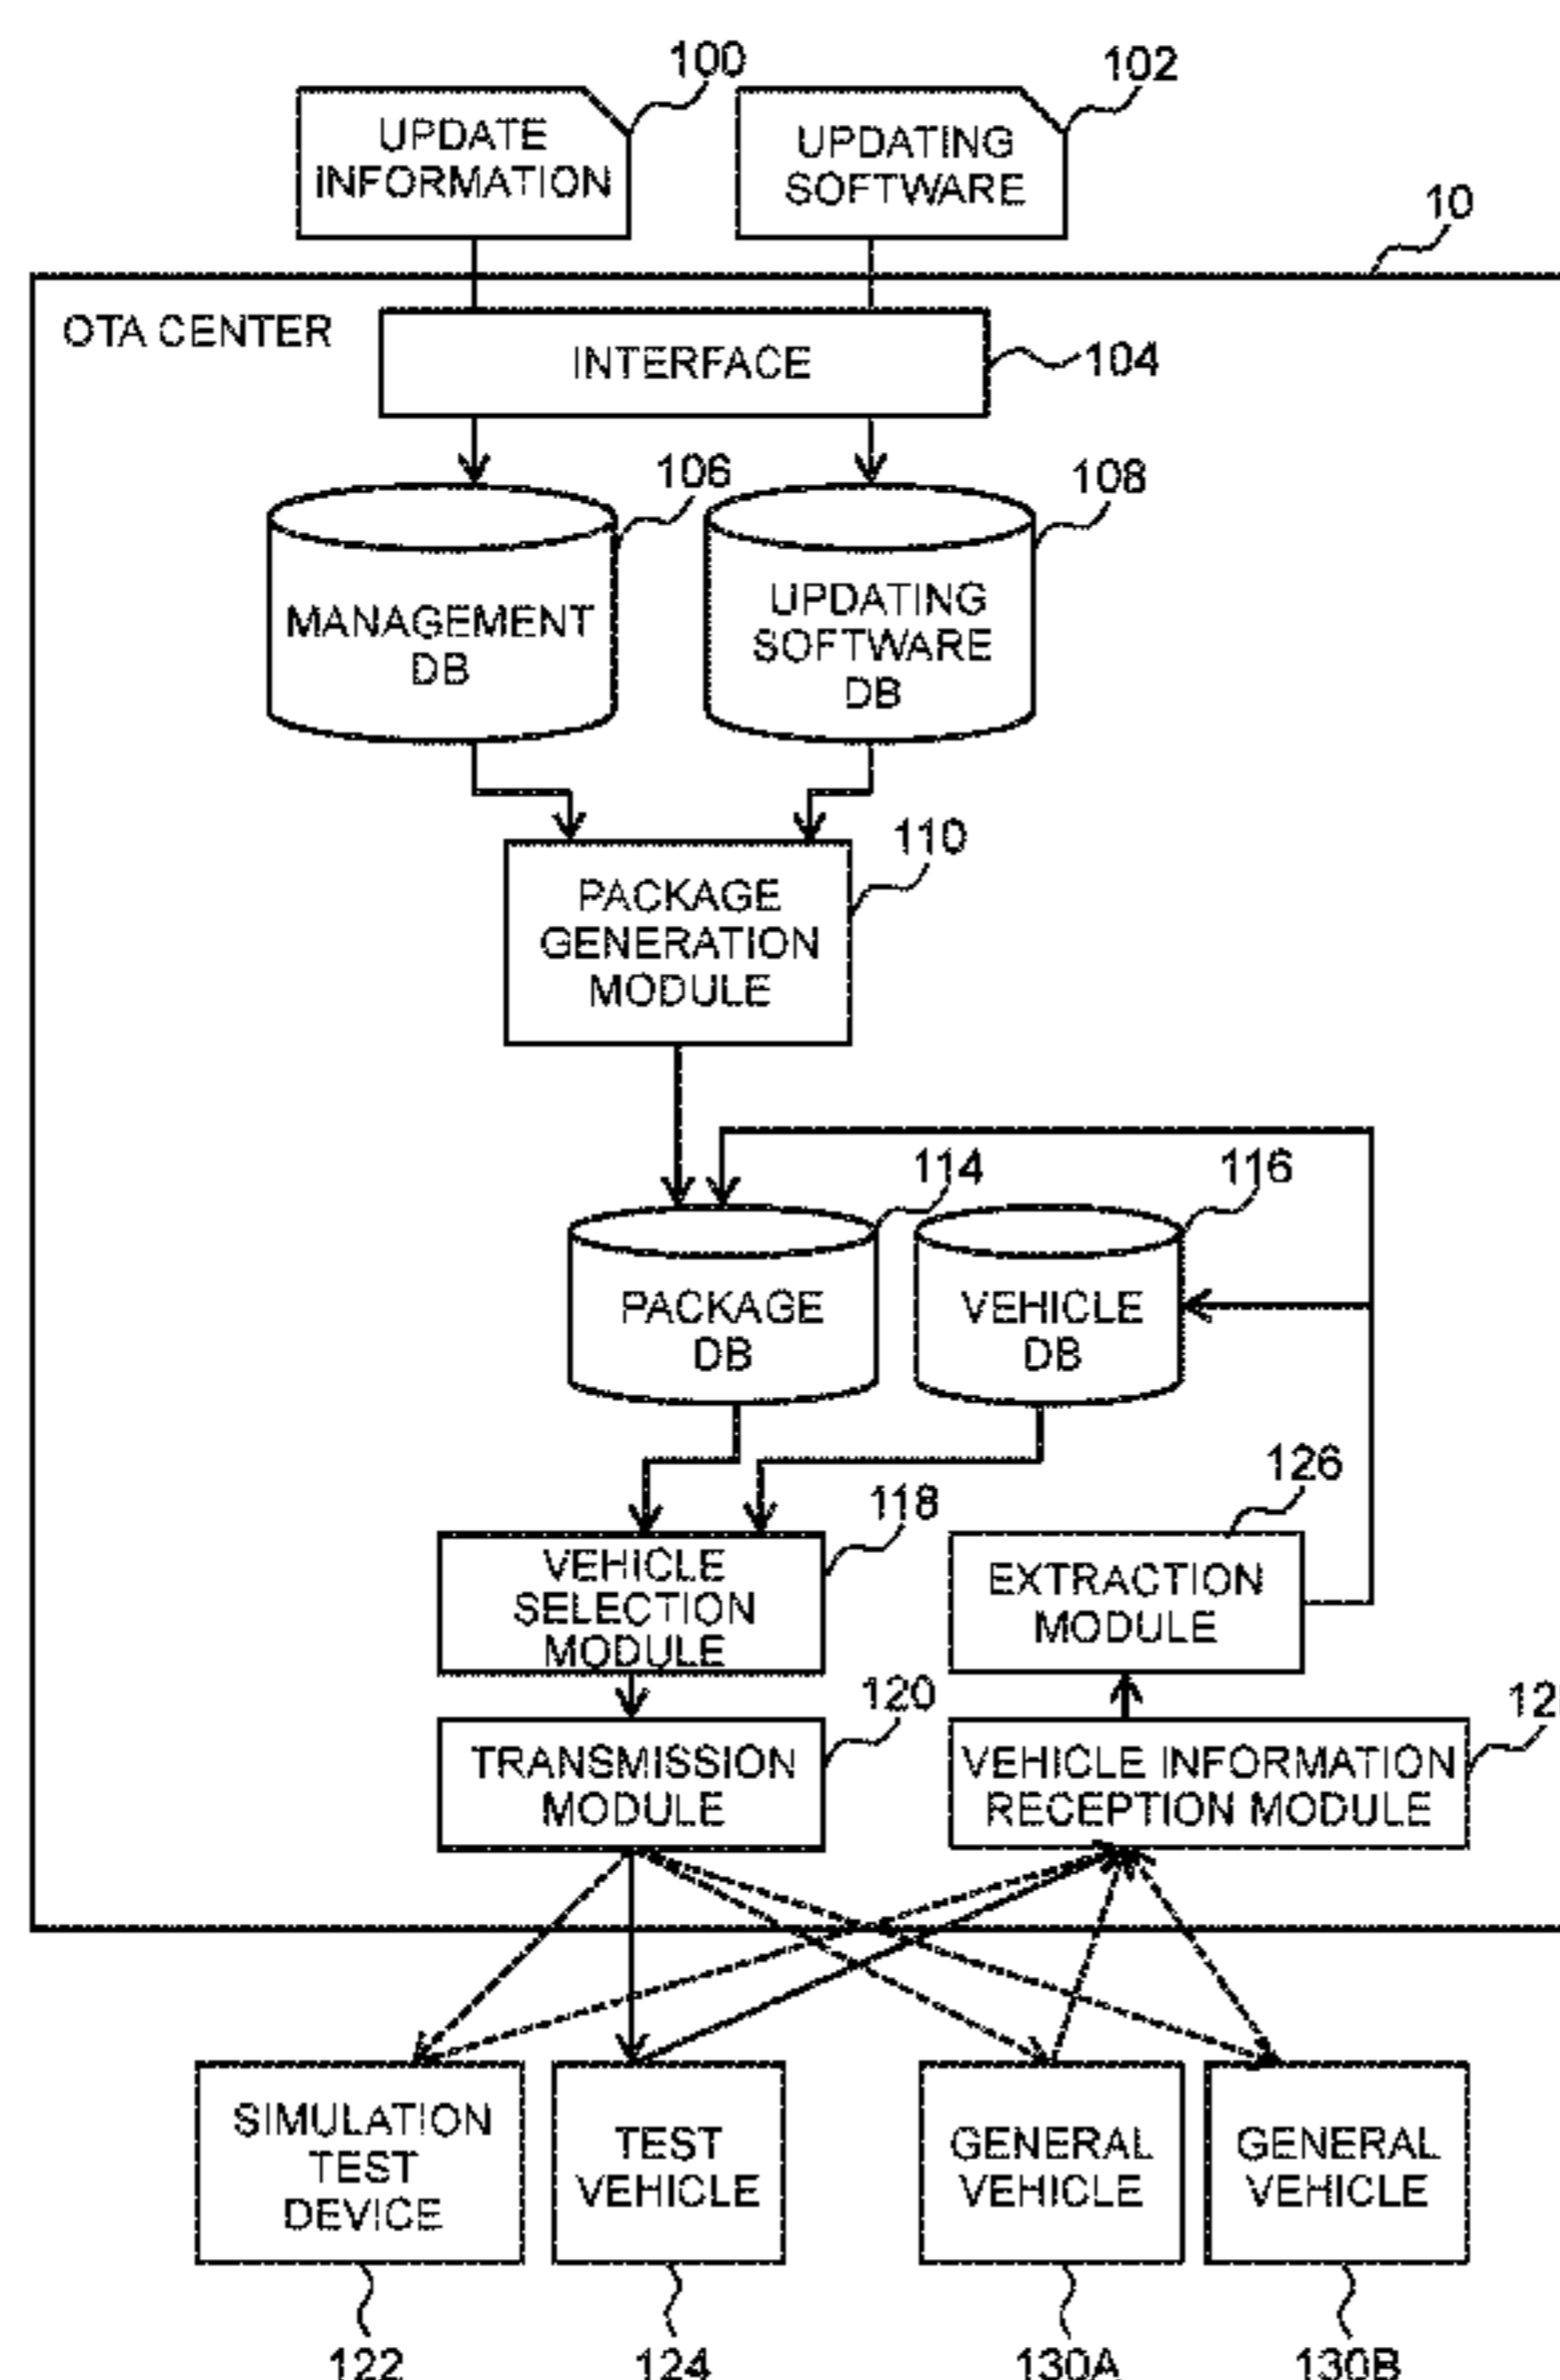 100
102
UPDATE
INFORMATION
UPDATING
SOFTWARE
10
OTA CENTER
INTERFACE
104
106
108
MANAGEMENT
DB
UPDATING
SOFTWARE
DB
110
PACKAGE
GENERATION
MODULE
114
116
PACKAGE
DB
VEHICLE
DB
126
118
VEHICLE
SELECTION
MODULE
EXTRACTION
MODULE
120
TRANSMISSION
MODULE
VEHICLE INFORMATION
RECEPTION MODULE
SIMULATION
TEST
DEVICE
TEST
VEHICLE
GENERAL
VEHICLE
GENERAL
VEHICLE
122
124
130A
130B